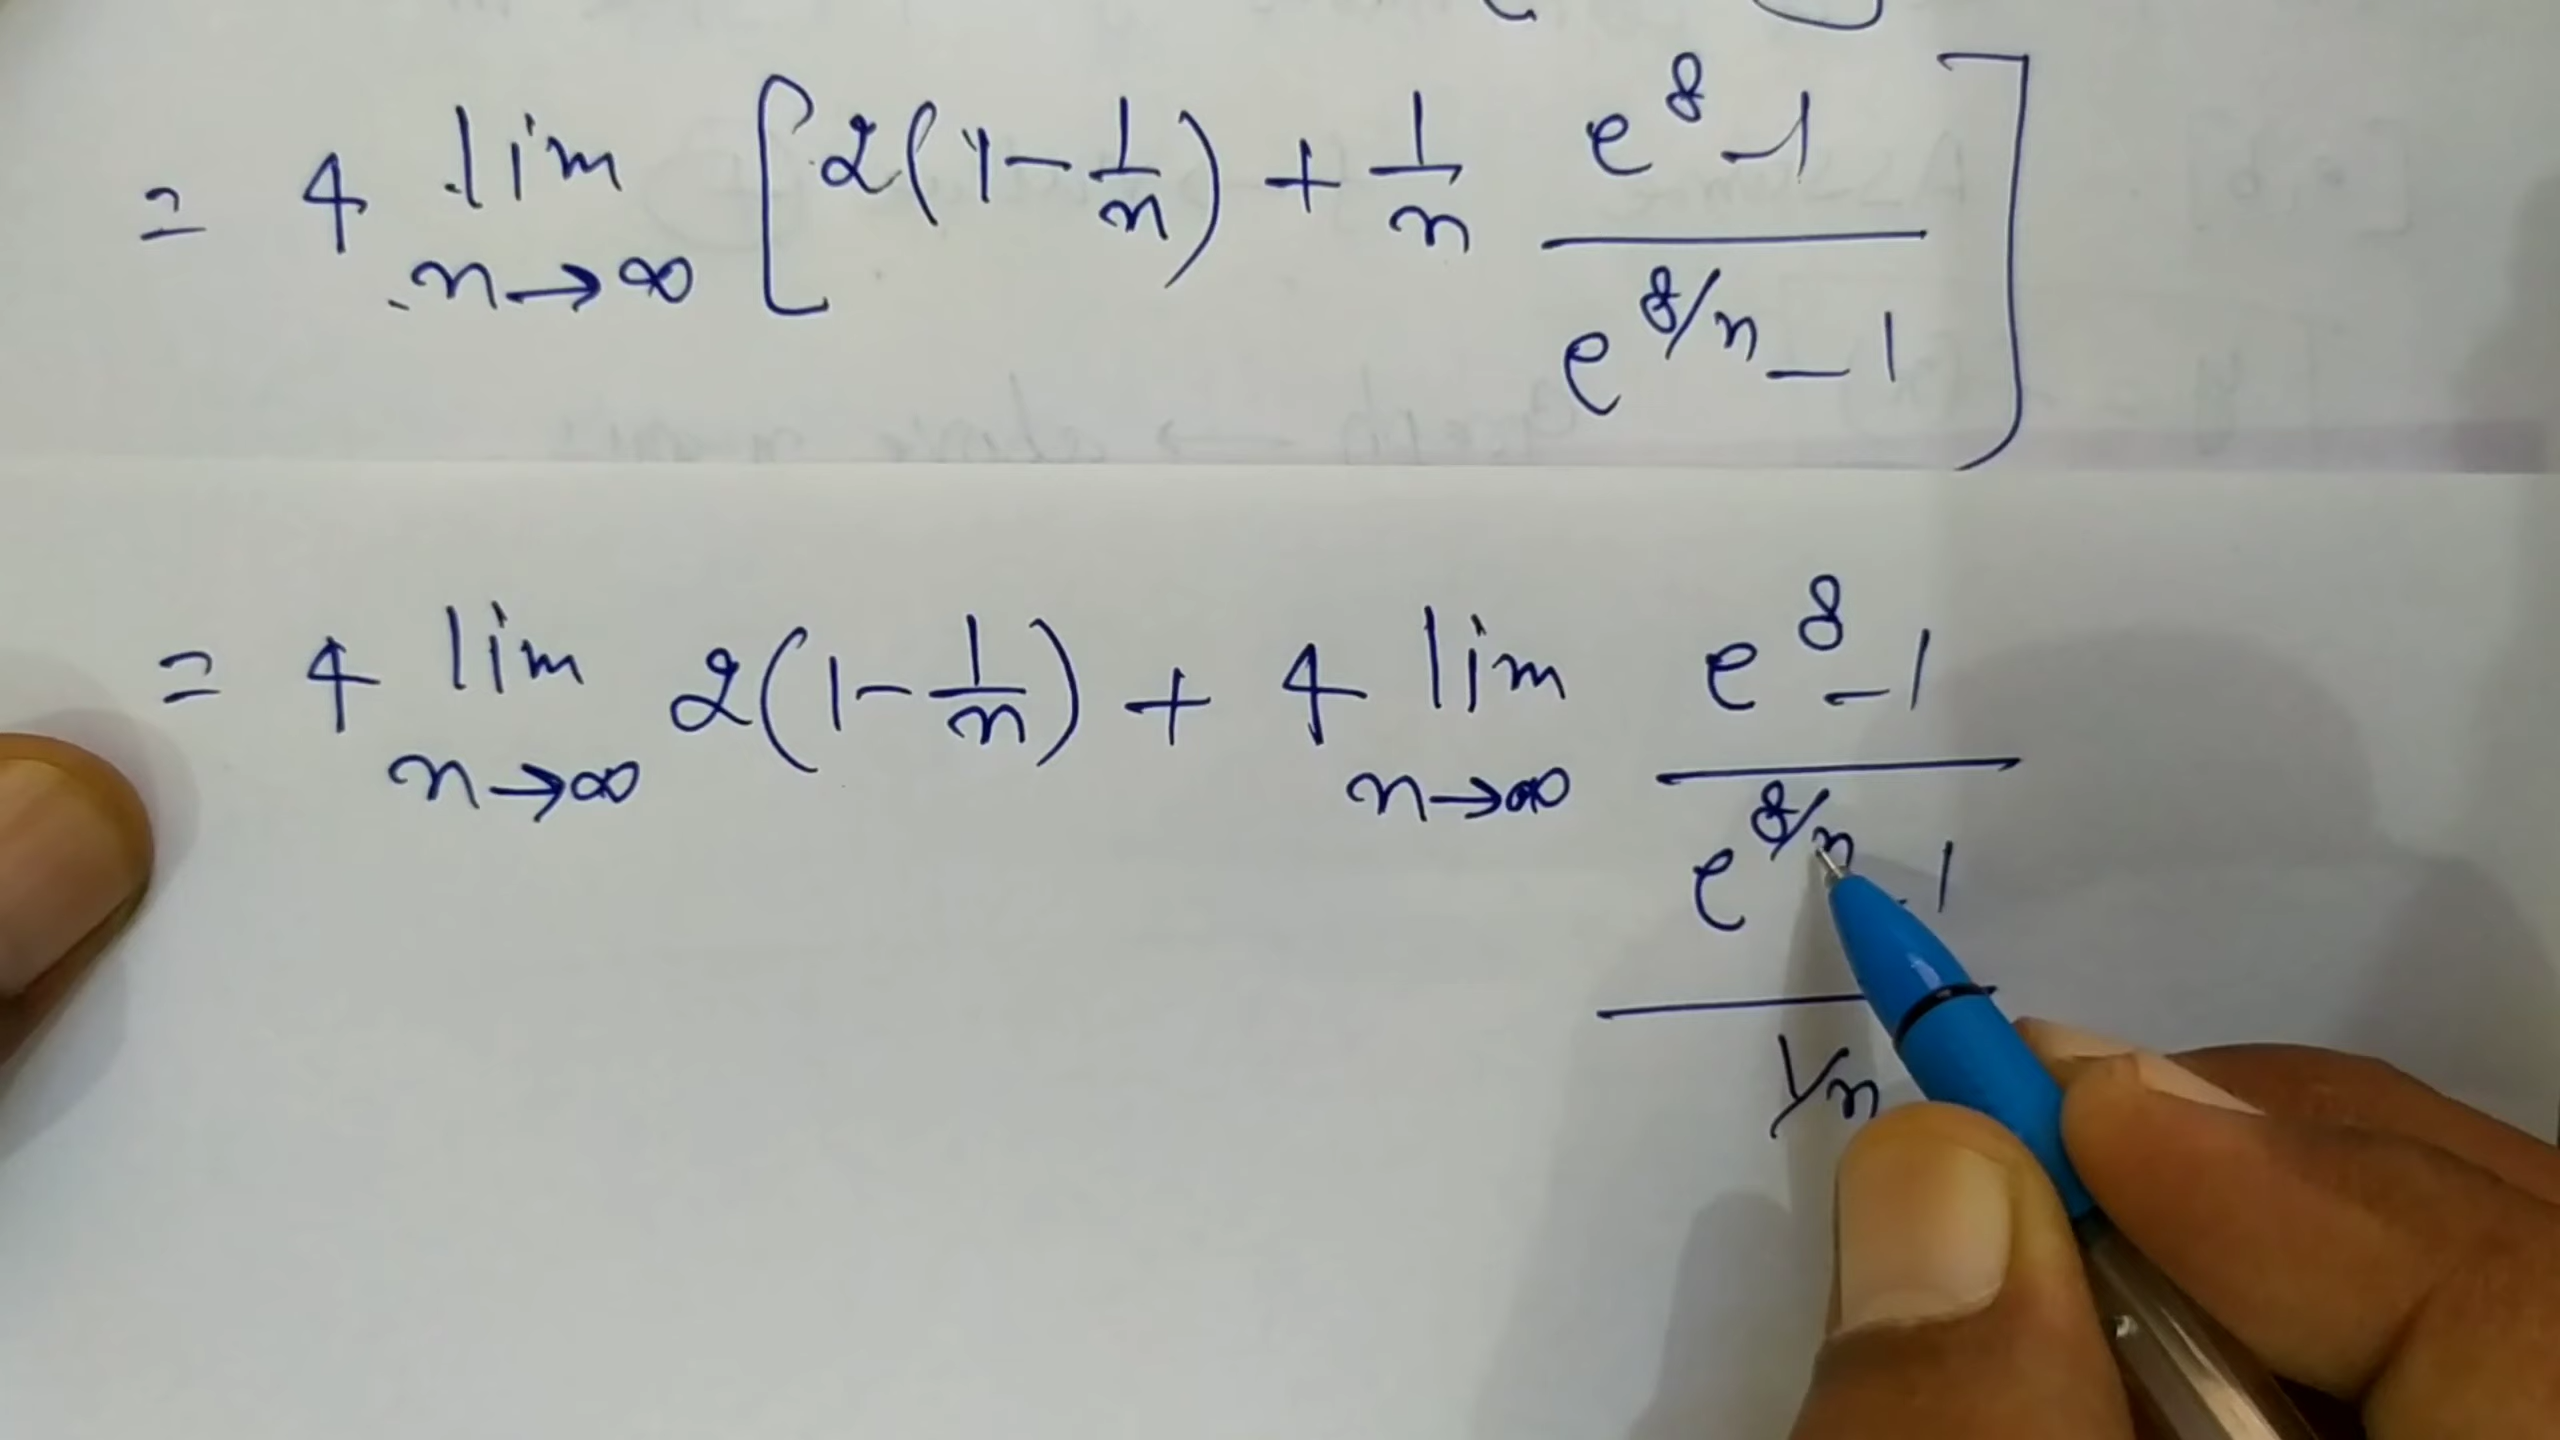 = 4 lim n→∞ [2(1 - 1/n) + 1/n (e^8 - 1)/(e^{8/n} - 1)]
= 4 lim n→∞ 2(1 - 1/n) + 4 lim n→∞ (e^8 - 1)/((e^{8/n} - 1)/(1/n))